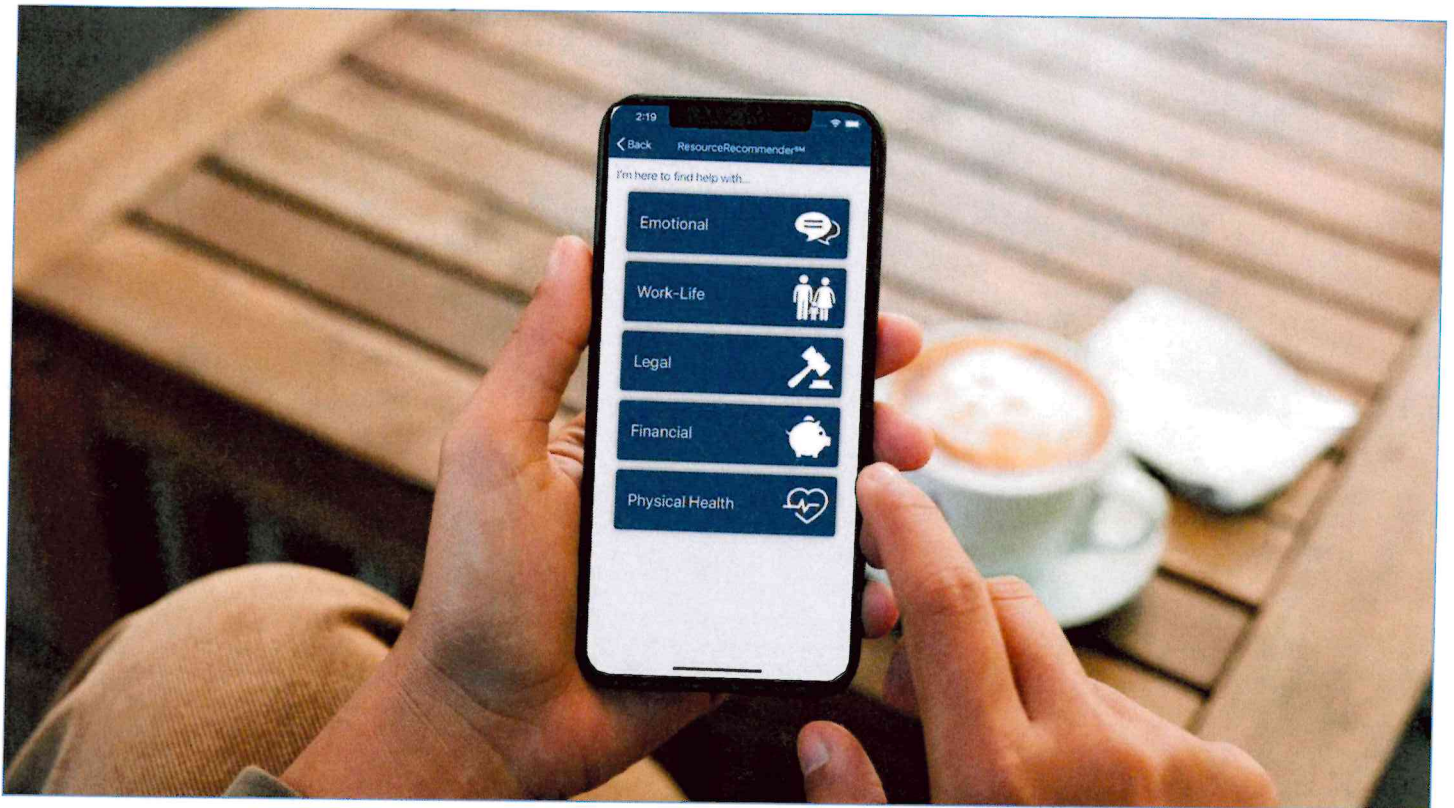 2:19
Back ResourceRecommender℠
I'm here to find help with...
Emotional
Work-Life
Legal
Financial
Physical Health